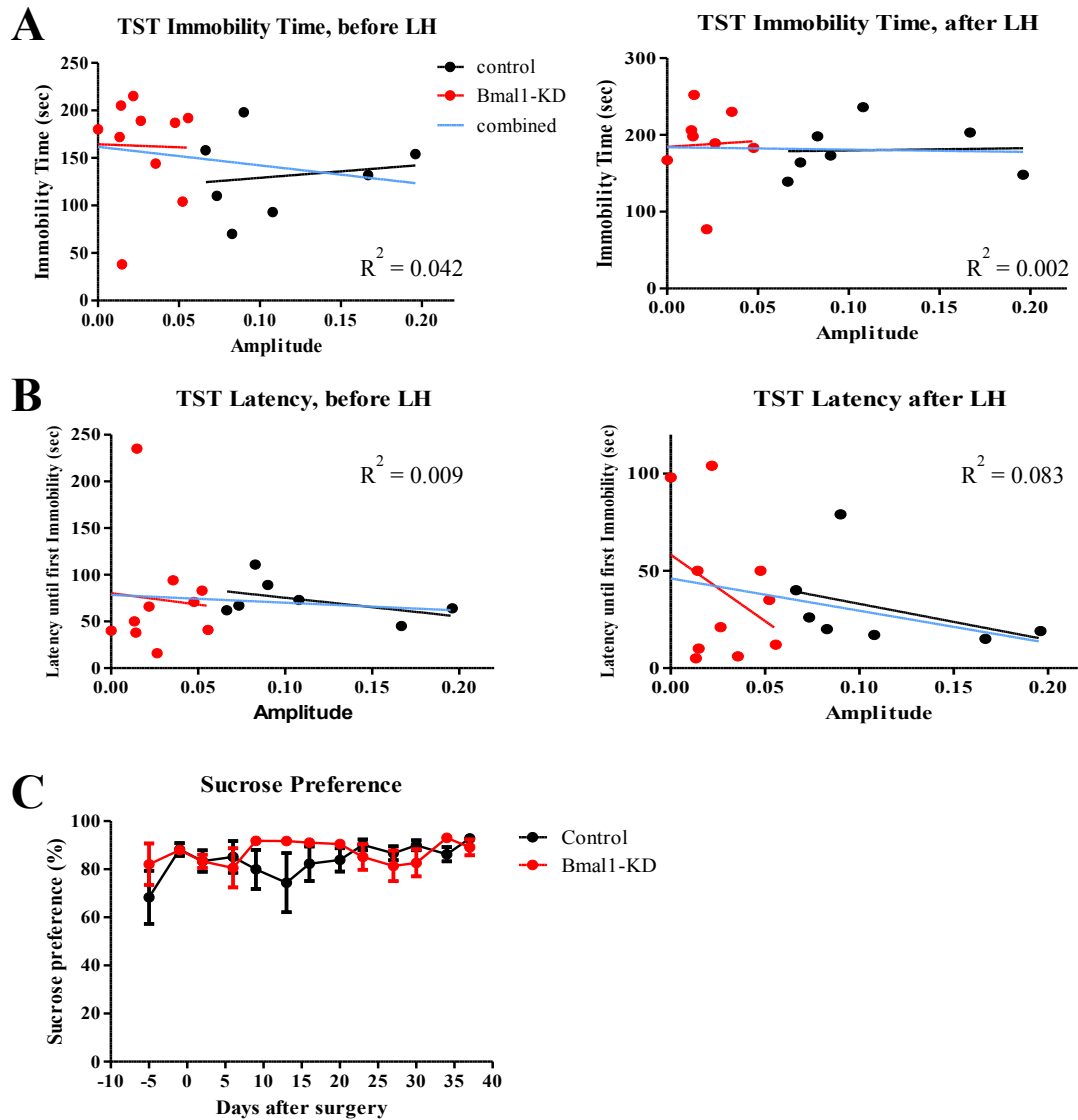 A
TST Immobility Time, before LH
Immobility Time (sec)
250
200
150
100
50
0
0.00 0.05 0.10 0.15 0.20
Amplitude
R2 = 0.042
control
Bmal1-KD
combined
TST Immobility Time, after LH
Immobility Time (sec)
300
200
100
0
0.00 0.05 0.10 0.15 0.20
Amplitude
R2 = 0.002
B
TST Latency, before LH
Latency until first Immobility (sec)
250
200
150
100
50
0
0.00 0.05 0.10 0.15 0.20
Amplitude
R2 = 0.009
TST Latency after LH
Latency until first Immobility (sec)
100
50
0
0.00 0.05 0.10 0.15 0.20
Amplitude
R2 = 0.083
C
Sucrose Preference
Sucrose preference (%)
100
80
60
40
20
0
-10 -5 0 5 10 15 20 25 30 35 40
Days after surgery
Control
Bmal1-KD